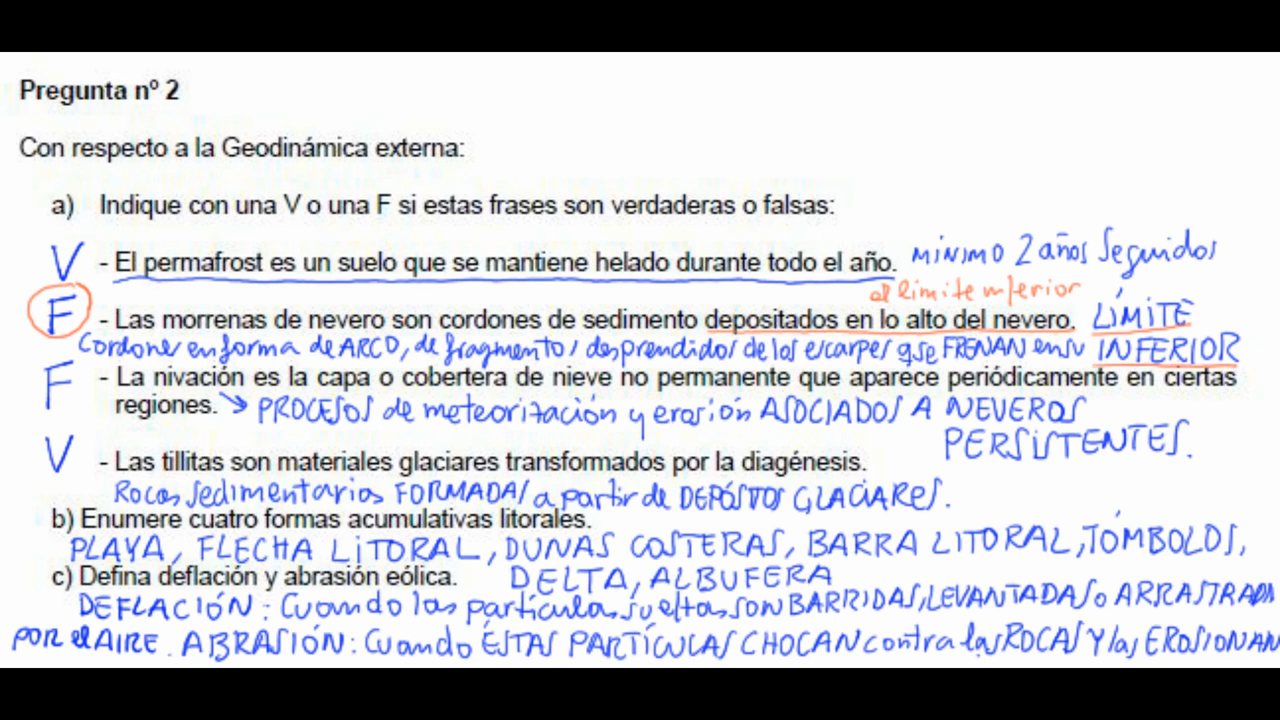 Pregunta nº 2
Con respecto a la Geodinámica externa:
a) Indique con una V o una F si estas frases son verdaderas o falsas:
V - El permafrost es un suelo que se mantiene helado durante todo el año. MINIMO 2 años Seguidos
el limite inferior
F - Las morrenas de nevero son cordones de sedimento depositados en lo alto del nevero. LÍMITE
Cordones en forma de ARCO, de fragmentos desprendidos de los escarpes q se FRENAN en su INFERIOR
F - La nivación es la capa o cobertera de nieve no permanente que aparece periódicamente en ciertas
regiones. → PROCESOS de meteorización y erosión ASOCIADOS A NEVEROS
PERSISTENTES.
V - Las tillitas son materiales glaciares transformados por la diagénesis.
Rocas sedimentarias FORMADAS a partir de DEPÓSTOS GLACIARES.
b) Enumere cuatro formas acumulativas litorales.
PLAYA, FLECHA LITORAL, DUNAS COSTERAS, BARRA LITORAL, TÓMBOLOS,
c) Defina deflación y abrasión eólica. DELTA, ALBUFERA
DEFLACIÓN: Cuando las partículas sueltas SON BARRIDAS, LEVANTADAS o ARRASTRADA
POR el AIRE. ABRASIÓN: Cuando ÉSTAS PARTÍCULAS CHOCAN contra las ROCAS Y las EROSIONAN